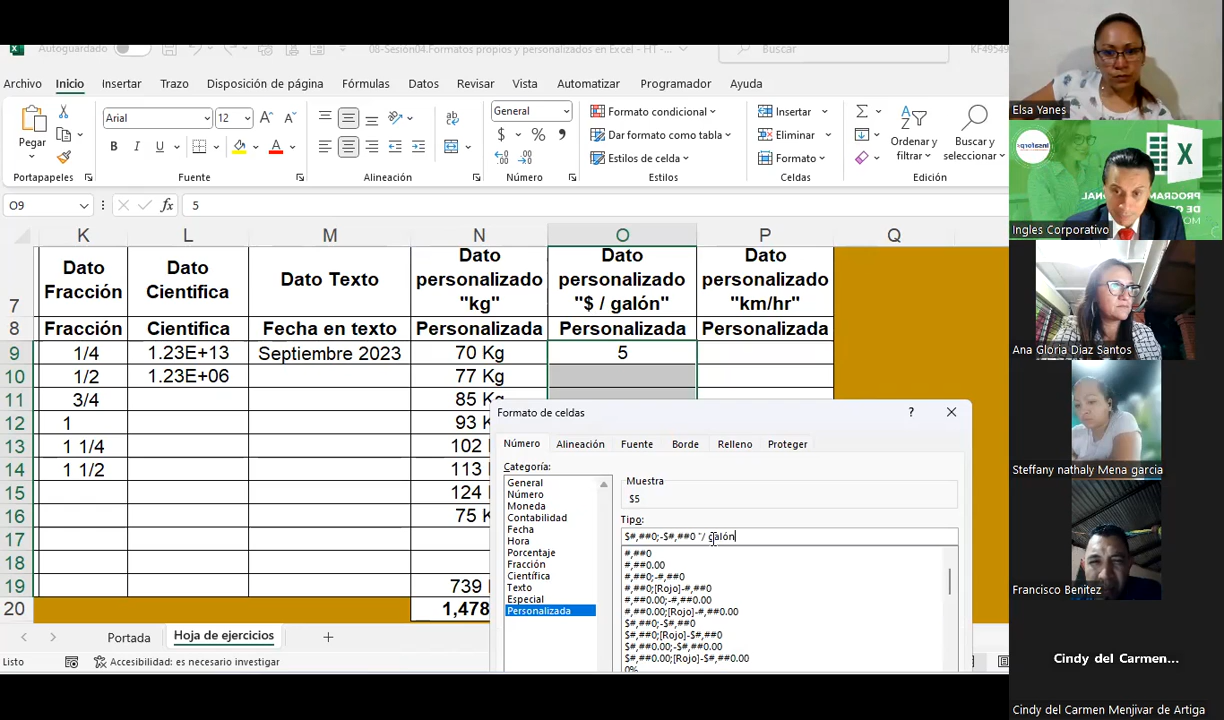 Autoguardado
08-Sesión04.Formatos propios y personalizados en Excel - HT -
Buscar
KF49549
Archivo Inicio Insertar Trazo Disposición de página Fórmulas Datos Revisar Vista Automatizar Programador Ayuda
Pegar
Arial 12
N K S
General
$ %
Formato condicional
Dar formato como tabla
Estilos de celda
Insertar
Eliminar
Formato
Ordenar y filtrar
Buscar y seleccionar
Portapapeles Fuente Alineación Número Estilos Celdas Edición
O9 fx 5
K L M N O P Q
7 Dato Fracción Dato Cientifica Dato Texto Dato personalizado "kg" Dato personalizado "$ / galón" Dato personalizado "km/hr"
8 Fracción Cientifica Fecha en texto Personalizada Personalizada Personalizada
9 1/4 1.23E+13 Septiembre 2023 70 Kg 5
10 1/2 1.23E+06 77 Kg
11 3/4 85 Kg
12 1 93 K
13 1 1/4 102
14 1 1/2 113
15 124
16 75 K
17
18
19 739
20 1,478
Formato de celdas
?
Número Alineación Fuente Borde Relleno Proteger
Categoría:
General
Número
Moneda
Contabilidad
Fecha
Hora
Porcentaje
Fracción
Científica
Texto
Especial
Personalizada
Muestra
$5
Tipo:
$#,##0;-$#,##0 "/ galón
#,##0
#,##0.00
#,##0;-#,##0
#,##0;[Rojo]-#,##0
#,##0.00;-#,##0.00
#,##0.00;[Rojo]-#,##0.00
$#,##0;-$#,##0
$#,##0;[Rojo]-$#,##0
$#,##0.00;-$#,##0.00
$#,##0.00;[Rojo]-$#,##0.00
0%
Portada Hoja de ejercicios
Listo Accesibilidad: es necesario investigar
Elsa Yanes
Ingles Corporativo
Ana Gloria Diaz Santos
Steffany nathaly Mena garcia
Francisco Benitez
Cindy del Carmen...
Cindy del Carmen Menjivar de Artiga